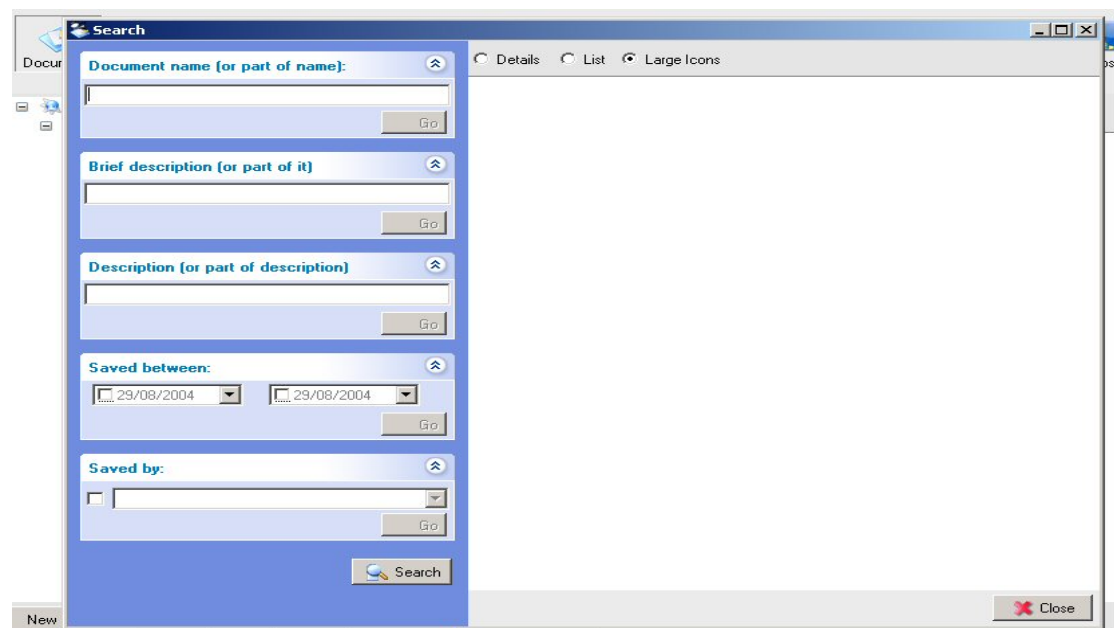 Search
Docur
Document name (or part of name):
Go
Brief description (or part of it)
Go
Description (or part of description)
Go
Saved between:
29/08/2004 29/08/2004
Go
Saved by:
Go
Search
Details List Large Icons
Close
New